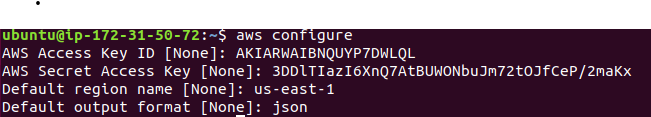 ubuntu@ip-172-31-50-72:~$ aws configure
AWS Access Key ID [None]: AKIARWAIBNQUYP7DWLQL
AWS Secret Access Key [None]: 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
Default region name [None]: us-east-1
Default output format [None]: json